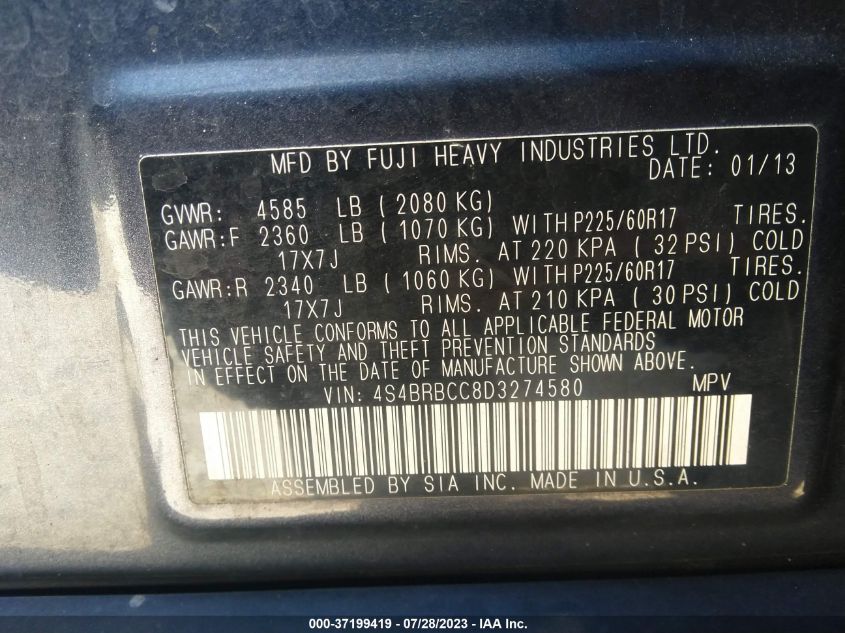 MFD BY FUJI HEAVY INDUSTRIES LTD.
DATE: 01/13
GVWR: 4585 LB ( 2080 KG)
GAWR:F 2360 LB ( 1070 KG) WITH P225/60R17 TIRES.
17X7J RIMS. AT 220 KPA ( 32 PSI) COLD
GAWR:R 2340 LB ( 1060 KG) WITH P225/60R17 TIRES.
17X7J RIMS. AT 210 KPA ( 30 PSI) COLD
THIS VEHICLE CONFORMS TO ALL APPLICABLE FEDERAL MOTOR
VEHICLE SAFETY AND THEFT PREVENTION STANDARDS
IN EFFECT ON THE DATE OF MANUFACTURE SHOWN ABOVE.
VIN: 4S4BRBCC8D3274580 MPV
ASSEMBLED BY SIA INC. MADE IN U.S.A.
000-37199419 - 07/28/2023 - IAA Inc.